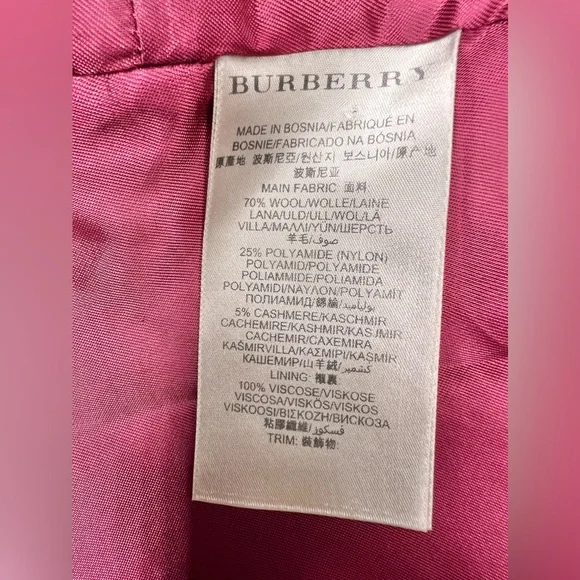 BURBERRY
MADE IN BOSNIA/FABRIQUÉ EN
BOSNIE/FABRICADO NA BÓSNIA
原產地 波斯尼亞/원산지 보스니아/原产地
波斯尼亚
MAIN FABRIC: 面料
70% WOOL/WOLLE/LAINE
LANA/ULD/ULL/WOL/LÃ
VILLA/ΜΑΛΛΙ/YÜN/ШЕРСТЬ
羊毛/صوف
25% POLYAMIDE (NYLON)
POLYAMID/POLYAMIDE
POLIAMMIDE/POLIAMIDA
POLYAMIDI/ΝΑΥΛΟΝ/POLYAMİT
ПОЛИАМИД/錦綸/بولياميد
5% CASHMERE/KASCHMIR
CACHEMIRE/KASHMIR/KASJMIR
CACHEMIR/CAXEMIRA
KAŠMIRVILLA/ΚΑΣΜΙΡΙ/KAŞMİR
КАШЕМИР/山羊絨/كشمير
LINING: 襯裏
100% VISCOSE/VISKOSE
VISCOSA/VISKÓS/VISKOS
VISKOOSI/ΒΙΣΚΟΖΗ/ВИСКОЗА
粘膠纖維/فسكوز
TRIM: 裝飾物